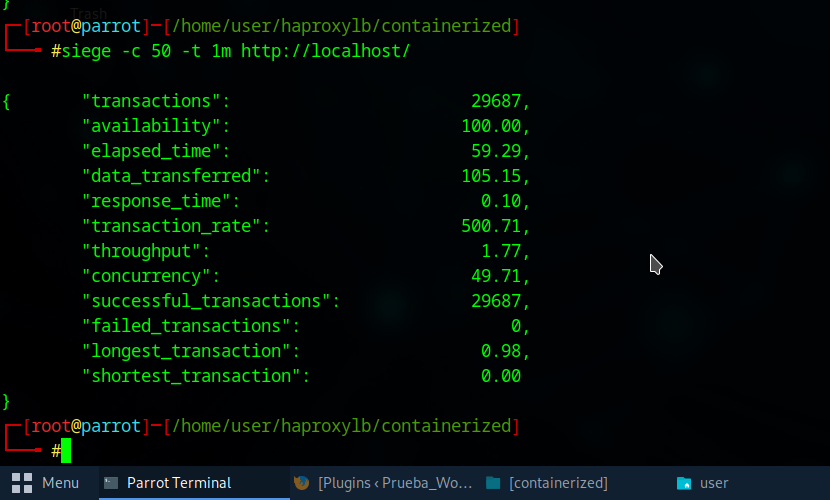 }
Trash
[root@parrot]─[/home/user/haproxylb/containerized]
#siege -c 50 -t 1m http://localhost/
{ "transactions": 29687,
"availability": 100.00,
"elapsed_time": 59.29,
"data_transferred": 105.15,
"response_time": 0.10,
"transaction_rate": 500.71,
"throughput": 1.77,
"concurrency": 49.71,
"successful_transactions": 29687,
"failed_transactions": 0,
"longest_transaction": 0.98,
"shortest_transaction": 0.00
}
[root@parrot]─[/home/user/haproxylb/containerized]
#
Menu Parrot Terminal [Plugins ‹ Prueba_Wo... [containerized] user